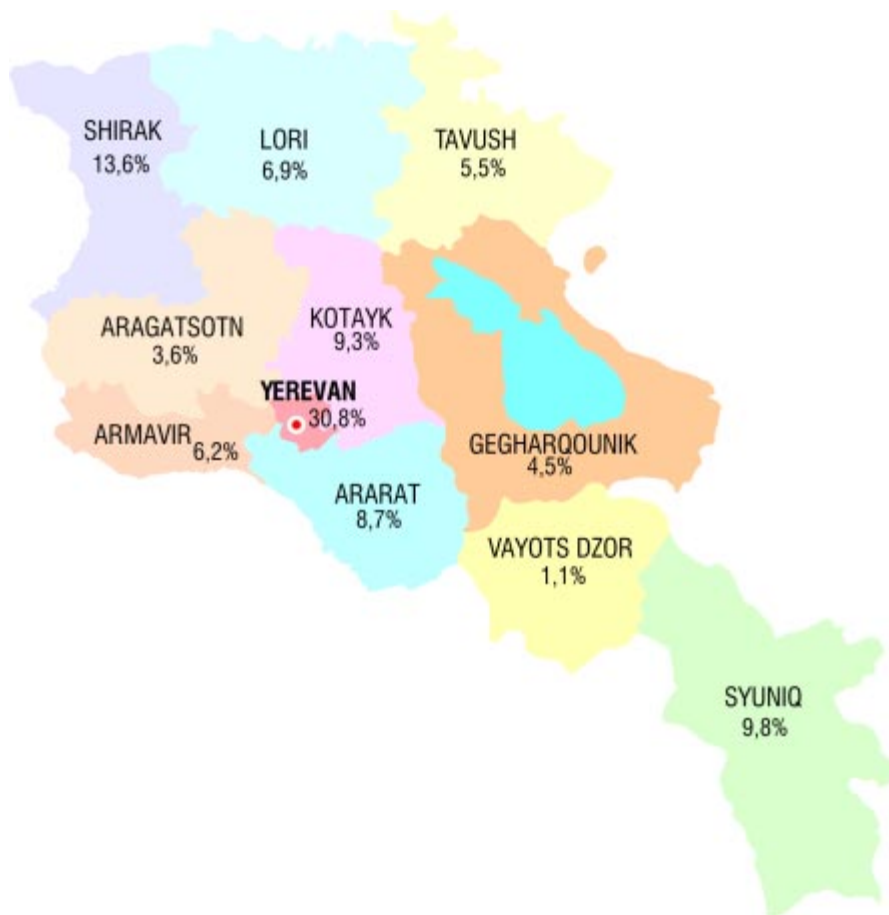 SHIRAK
13,6%
LORI
6,9%
TAVUSH
5,5%
ARAGATSOTN
3,6%
KOTAYK
9,3%
YEREVAN
30,8%
ARMAVIR
6,2%
GEGHARQOUNIK
4,5%
ARARAT
8,7%
VAYOTS DZOR
1,1%
SYUNIQ
9,8%